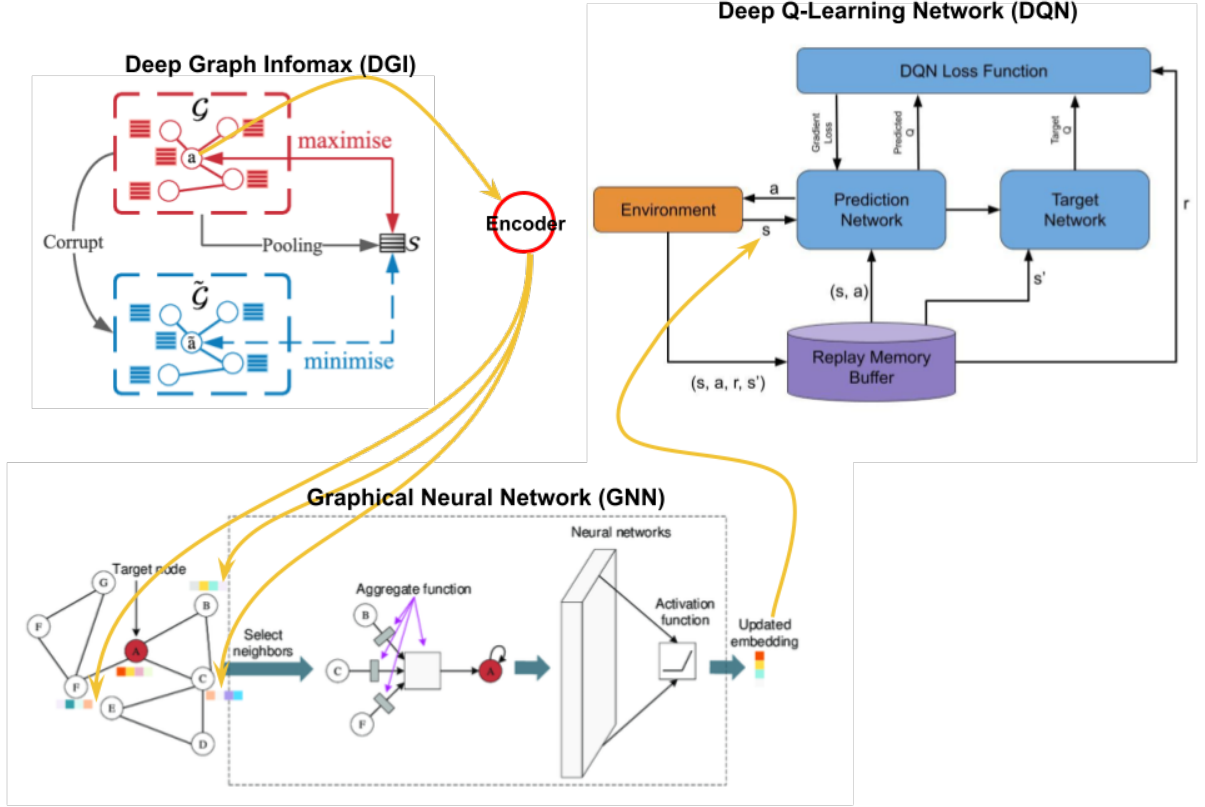 Deep Graph Infomax (DGI)
𝒢
a
maximise
Corrupt
Pooling
S
𝒢̃
ã
minimise
Encoder
Deep Q-Learning Network (DQN)
DQN Loss Function
Gradient
Loss
Predicted
Q
Target
Q
Environment
a
s
Prediction
Network
Target
Network
r
(s, a)
s'
Replay Memory
Buffer
(s, a, r, s')
Graphical Neural Network (GNN)
Target node
G
F
A
B
F
C
E
D
Select
neighbors
Aggregate function
B
C
F
A
Neural networks
Activation
function
Updated
embedding